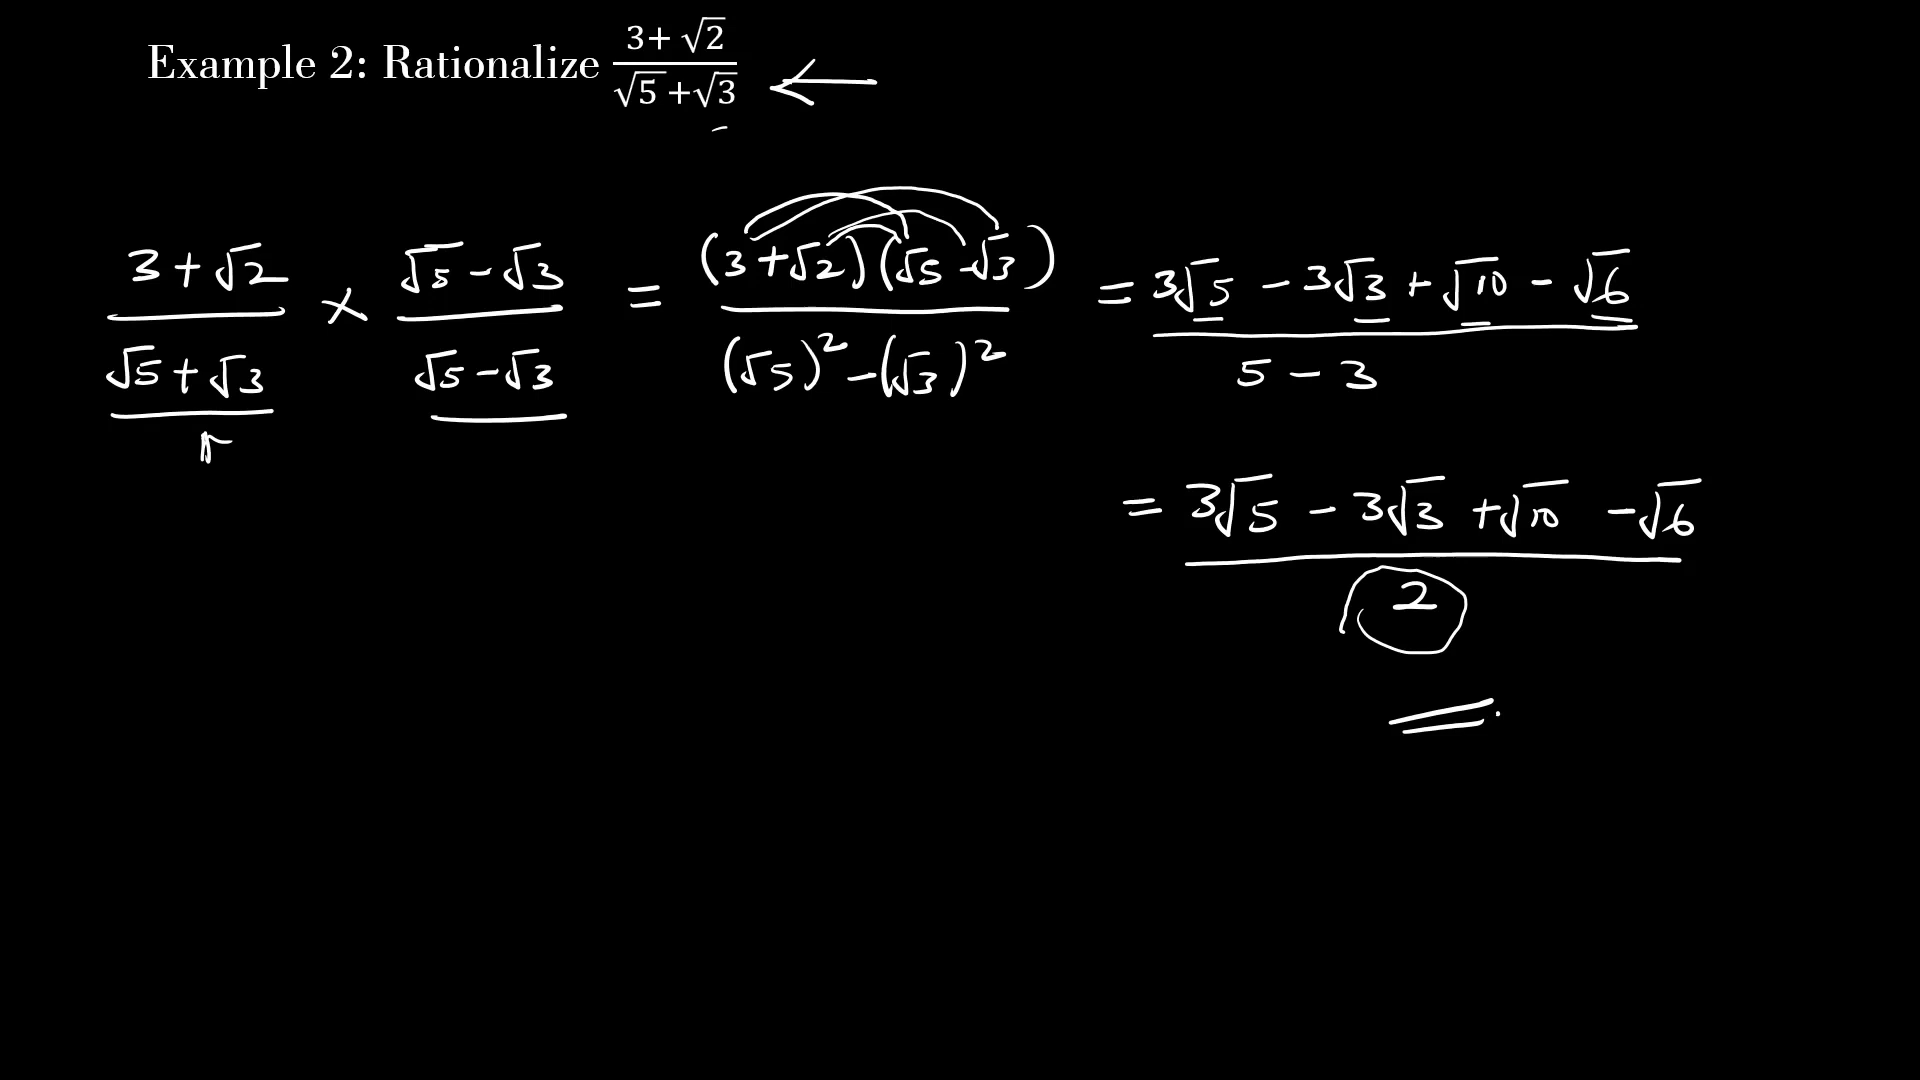 Example 2: Rationalize (3+ √2)/(√5 +√3)
(3 + √2)/(√5 + √3) × (√5 - √3)/(√5 - √3) = ((3 + √2)(√5 - √3))/((√5)² - (√3)²) = (3√5 - 3√3 + √10 - √6)/(5 - 3)
= (3√5 - 3√3 + √10 - √6)/2